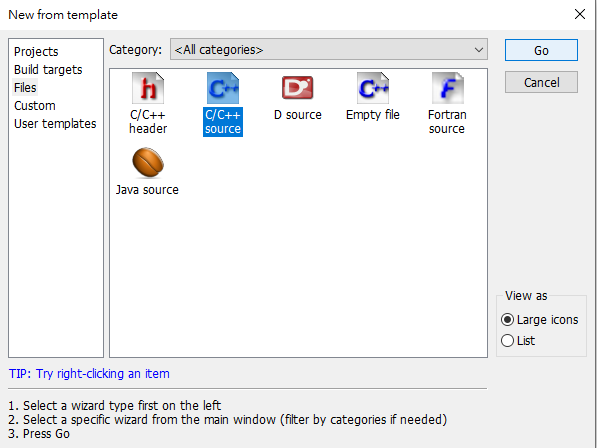 New from template
Projects
Build targets
Files
Custom
User templates
Category: <All categories>
Go
Cancel
C/C++
header
C/C++
source
D source
Empty file
Fortran
source
Java source
View as
Large icons
List
TIP: Try right-clicking an item
1. Select a wizard type first on the left
2. Select a specific wizard from the main window (filter by categories if needed)
3. Press Go